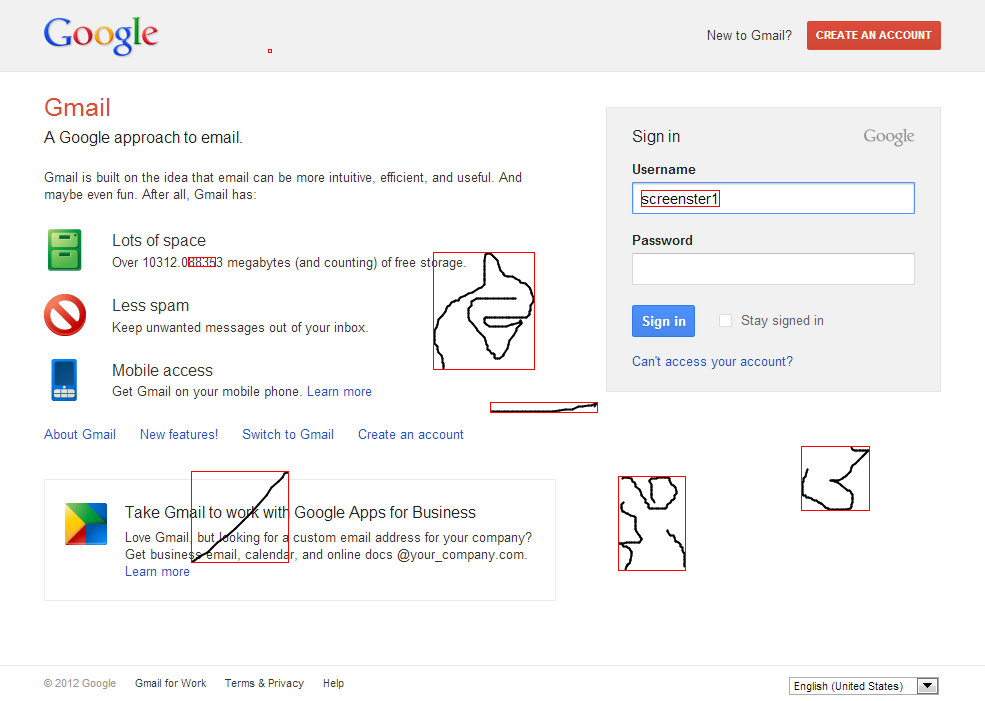 Google
New to Gmail? CREATE AN ACCOUNT
Gmail
A Google approach to email.
Gmail is built on the idea that email can be more intuitive, efficient, and useful. And
maybe even fun. After all, Gmail has:
Lots of space
Over 10312.088353 megabytes (and counting) of free storage.
Less spam
Keep unwanted messages out of your inbox.
Mobile access
Get Gmail on your mobile phone. Learn more
About Gmail New features! Switch to Gmail Create an account
Take Gmail to work with Google Apps for Business
Love Gmail, but looking for a custom email address for your company?
Get business email, calendar, and online docs @your_company.com.
Learn more
Sign in Google
Username
screenster1
Password
Sign in Stay signed in
Can't access your account?
© 2012 Google Gmail for Work Terms & Privacy Help English (United States)